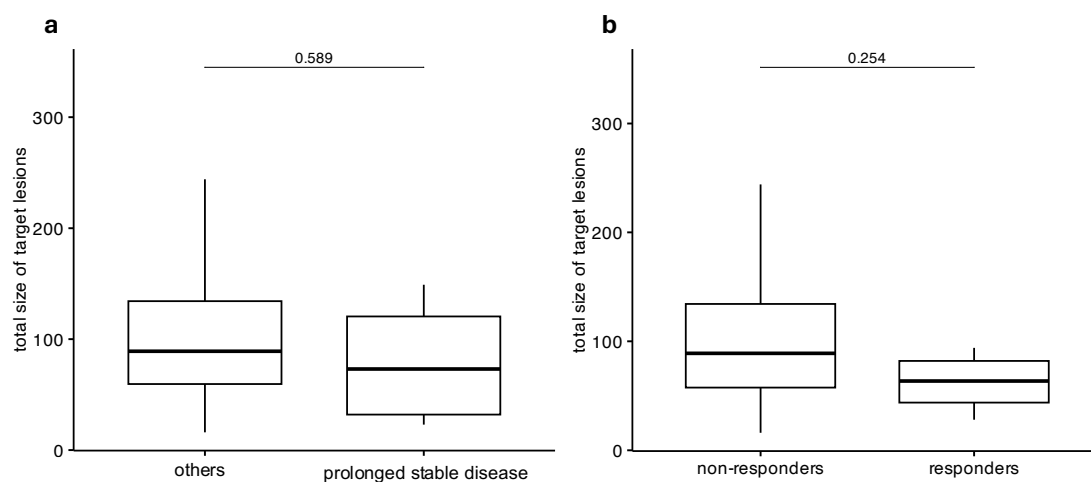 a
0.589
total size of target lesions
300
200
100
0
others
prolonged stable disease
b
0.254
total size of target lesions
300
200
100
0
non-responders
responders